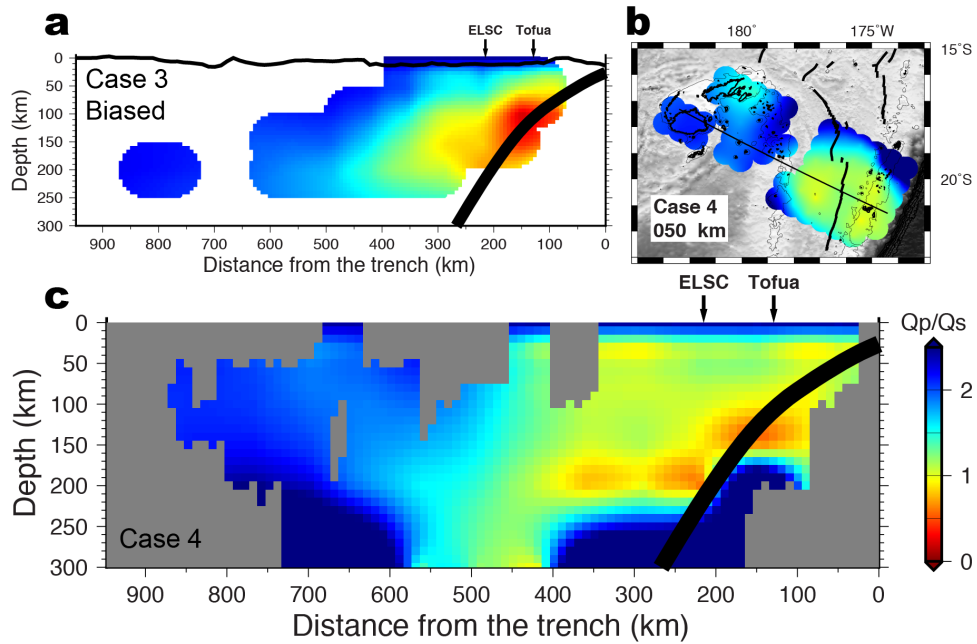 a
ELSC Tofua
0
50
100
150
200
250
300
Depth (km)
Case 3
Biased
900 800 700 600 500 400 300 200 100 0
Distance from the trench (km)
b
180° 175°W
15°S
20°S
Case 4
050 km
c
ELSC Tofua
0
50
100
150
200
250
300
Depth (km)
Case 4
900 800 700 600 500 400 300 200 100 0
Distance from the trench (km)
Qp/Qs
2
1
0